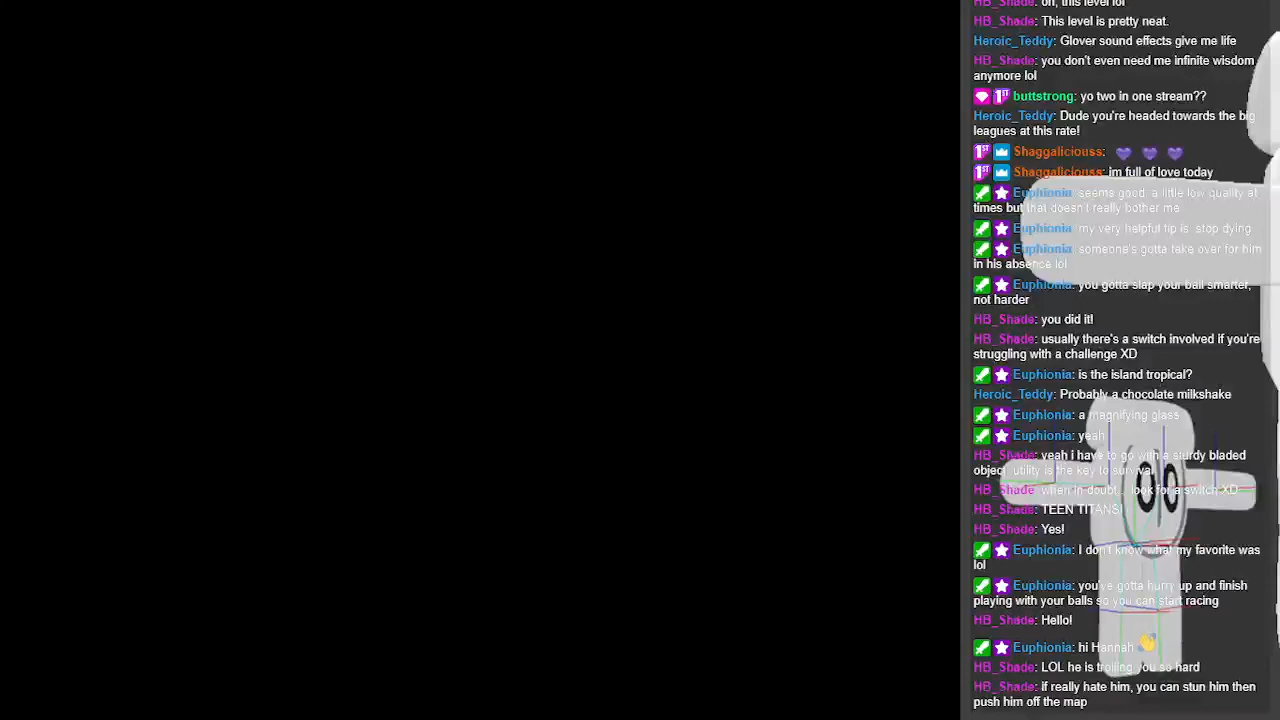 HB_Shade: oh, this level lol
HB_Shade: This level is pretty neat.
Heroic_Teddy: Glover sound effects give me life
HB_Shade: you don't even need me infinite wisdom
anymore lol
1ST buttstrong: yo two in one stream??
Heroic_Teddy: Dude you're headed towards the big
leagues at this rate!
1ST Shaggaliciouss: 💜 💜 💜
1ST Shaggaliciouss: im full of love today
Euphionia: seems good, a little low quality at
times but that doesn't really bother me
Euphionia: my very helpful tip is  stop dying
Euphionia: someone's gotta take over for him
in his absence lol
Euphionia: you gotta slap your ball smarter,
not harder
HB_Shade: you did it!
HB_Shade: usually there's a switch involved if you're
struggling with a challenge XD
Euphionia: is the island tropical?
Heroic_Teddy: Probably a chocolate milkshake
Euphionia: a magnifying glass
Euphionia: yeah
HB_Shade: yeah i have to go with a sturdy bladed
object, utility is the key to survival
HB_Shade: when in doubt... look for a switch XD
HB_Shade: TEEN TITANS!
HB_Shade: Yes!
Euphionia: I don't know what my favorite was
lol
Euphionia: you've gotta hurry up and finish
playing with your balls so you can start racing
HB_Shade: Hello!
Euphionia: hi Hannah 👋
HB_Shade: LOL he is trolling you so hard
HB_Shade: if really hate him, you can stun him then
push him off the map